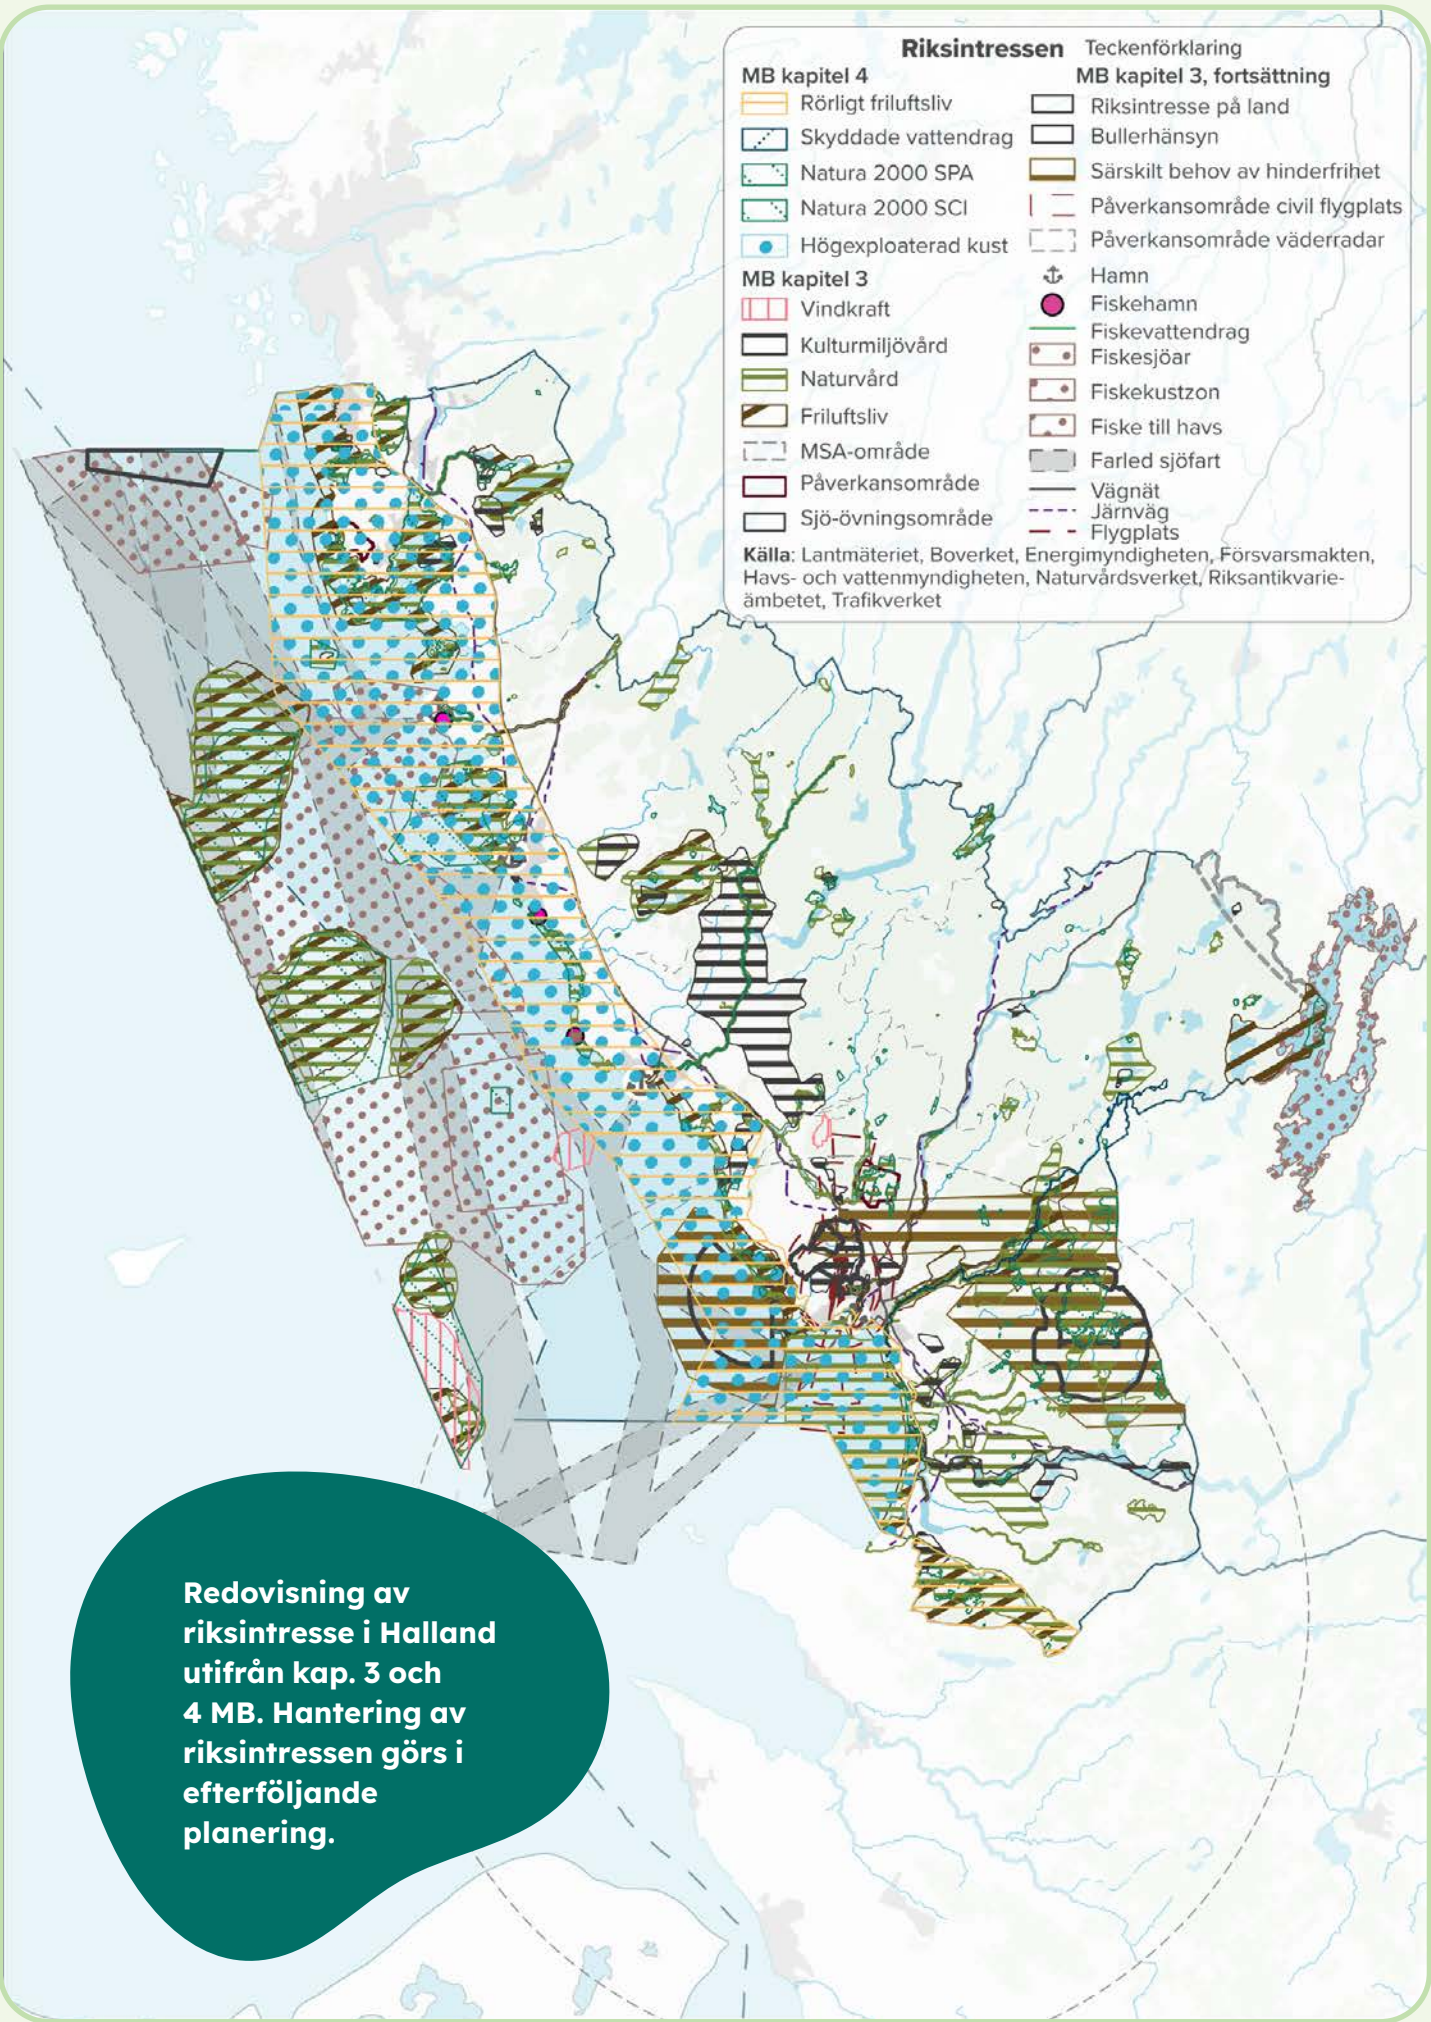 Riksintressen Teckenförklaring
MB kapitel 4
Rörligt friluftsliv
Skyddade vattendrag
Natura 2000 SPA
Natura 2000 SCI
Högexploaterad kust
MB kapitel 3
Vindkraft
Kulturmiljövård
Naturvård
Friluftsliv
MSA-område
Påverkansområde
Sjö-övningsområde
MB kapitel 3, fortsättning
Riksintresse på land
Bullerhänsyn
Särskilt behov av hinderfrihet
Påverkansområde civil flygplats
Påverkansområde väderradar
Hamn
Fiskehamn
Fiskevattendrag
Fiskesjöar
Fiskekustzon
Fiske till havs
Farled sjöfart
Vägnät
Järnväg
Flygplats
Källa: Lantmäteriet, Boverket, Energimyndigheten, Försvarsmakten,
Havs- och vattenmyndigheten, Naturvårdsverket, Riksantikvarie-
ämbetet, Trafikverket
Redovisning av
riksintresse i Halland
utifrån kap. 3 och
4 MB. Hantering av
riksintressen görs i
efterföljande
planering.